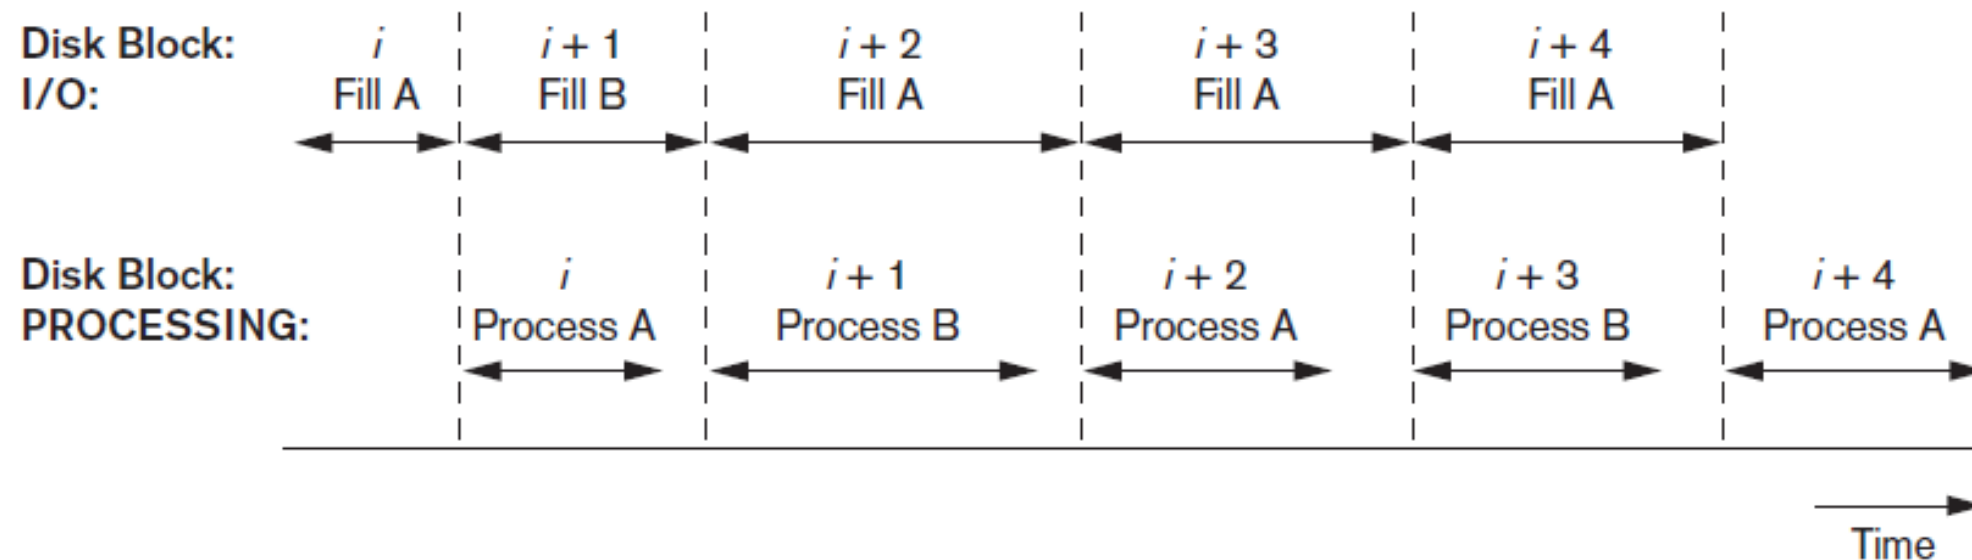 Disk Block: i i + 1 i + 2 i + 3 i + 4
I/O: Fill A Fill B Fill A Fill A Fill A
Disk Block: i i + 1 i + 2 i + 3 i + 4
PROCESSING: Process A Process B Process A Process B Process A
Time